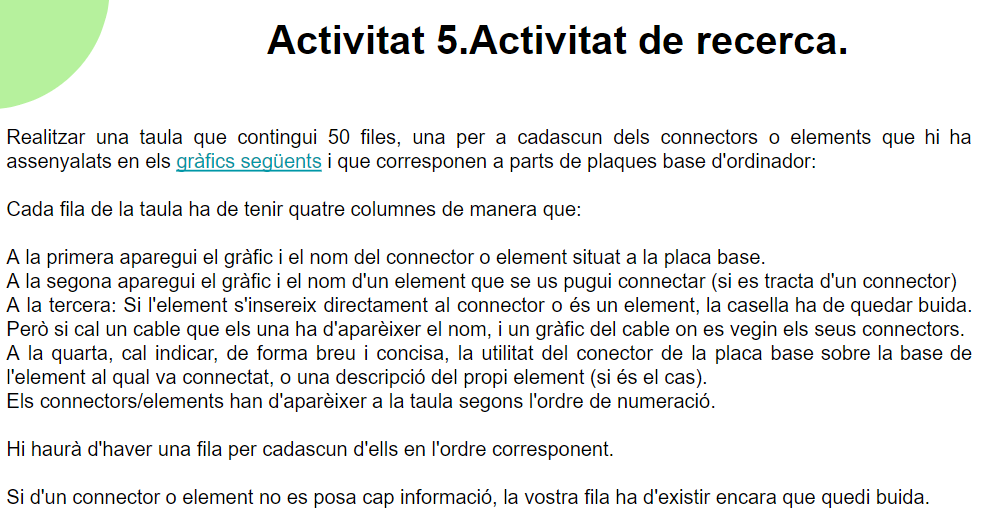 Activitat 5.Activitat de recerca.
Realitzar una taula que contingui 50 files, una per a cadascun dels connectors o elements que hi ha
assenyalats en els gràfics següents i que corresponen a parts de plaques base d'ordinador:
Cada fila de la taula ha de tenir quatre columnes de manera que:
A la primera aparegui el gràfic i el nom del connector o element situat a la placa base.
A la segona aparegui el gràfic i el nom d'un element que se us pugui connectar (si es tracta d'un connector)
A la tercera: Si l'element s'insereix directament al connector o és un element, la casella ha de quedar buida.
Però si cal un cable que els una ha d'aparèixer el nom, i un gràfic del cable on es vegin els seus connectors.
A la quarta, cal indicar, de forma breu i concisa, la utilitat del conector de la placa base sobre la base de
l'element al qual va connectat, o una descripció del propi element (si és el cas).
Els connectors/elements han d'aparèixer a la taula segons l'ordre de numeració.
Hi haurà d'haver una fila per cadascun d'ells en l'ordre corresponent.
Si d'un connector o element no es posa cap informació, la vostra fila ha d'existir encara que quedi buida.